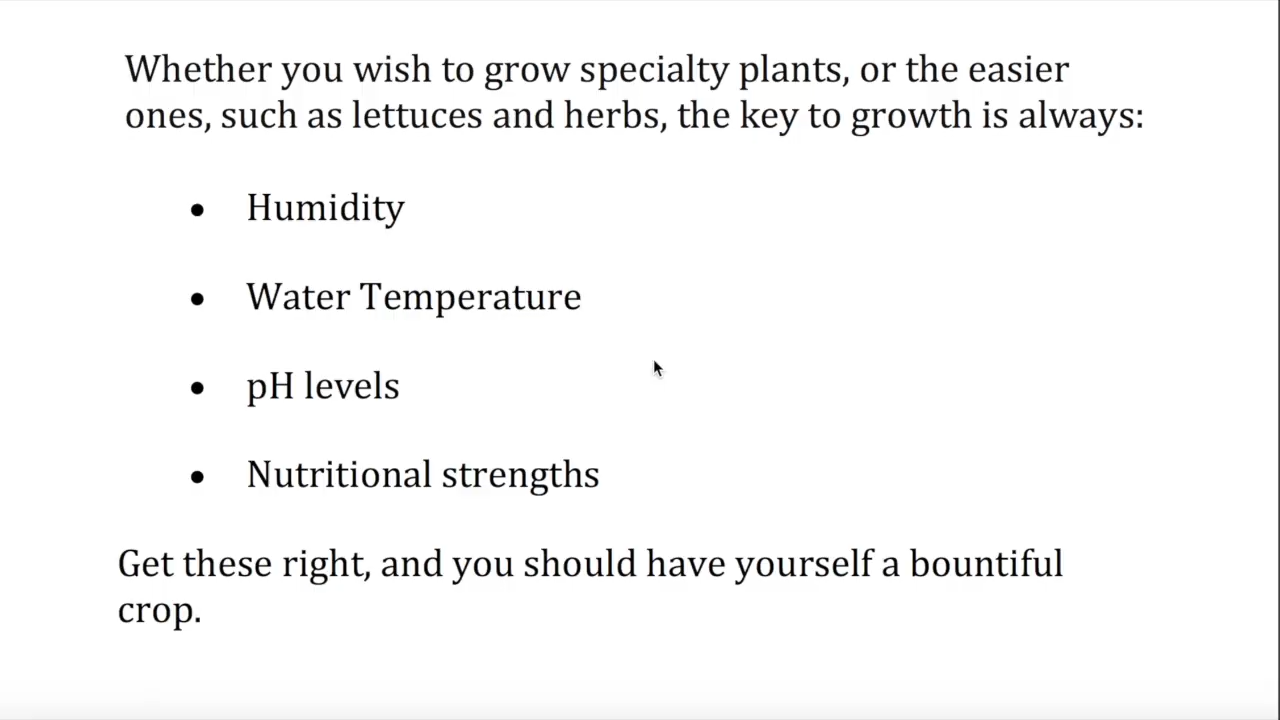 Whether you wish to grow specialty plants, or the easier
ones, such as lettuces and herbs, the key to growth is always:
• Humidity
• Water Temperature
• pH levels
• Nutritional strengths
Get these right, and you should have yourself a bountiful
crop.